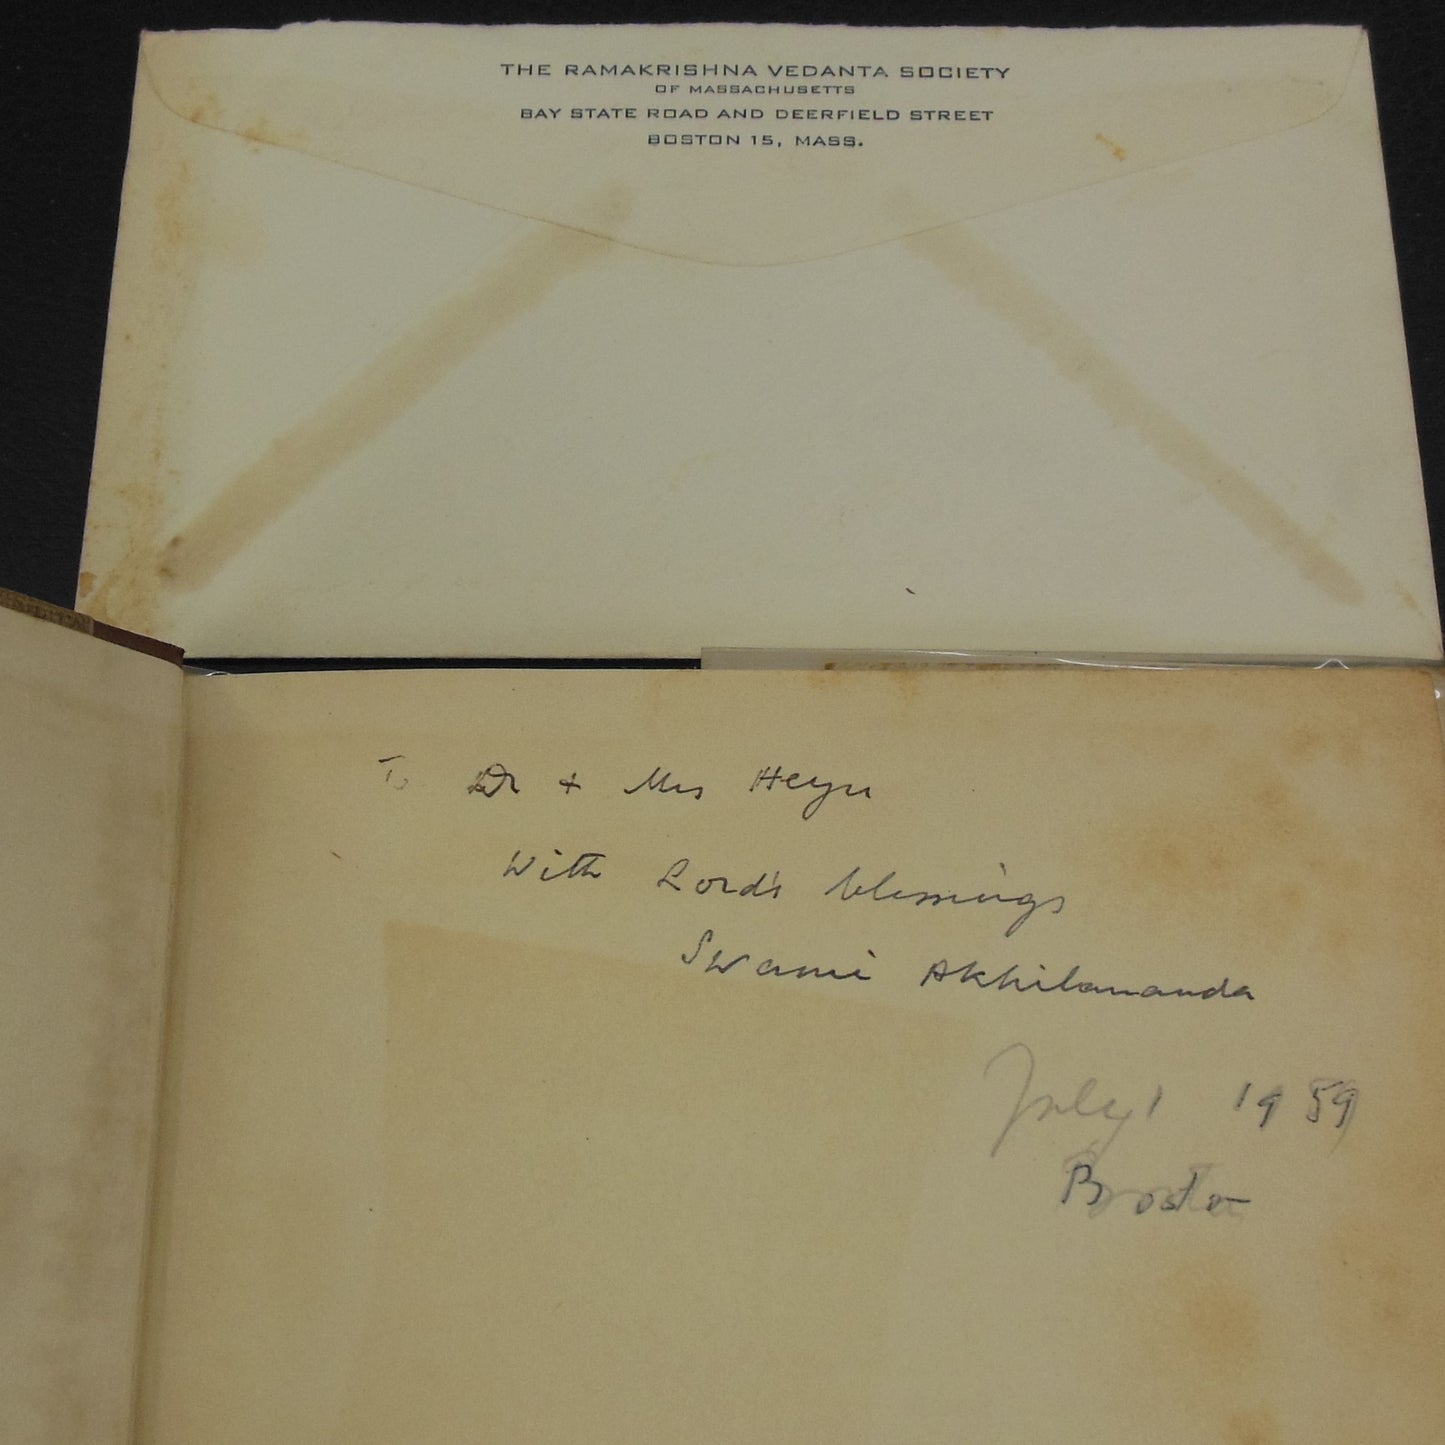 THE RAMAKRISHNA VEDANTA SOCIETY
OF MASSACHUSETTS
BAY STATE ROAD AND DEERFIELD STREET
BOSTON 15, MASS.
To Dr + Mrs
With Lord's blessings
Swami Akhilananda
July 1 1959
Boston